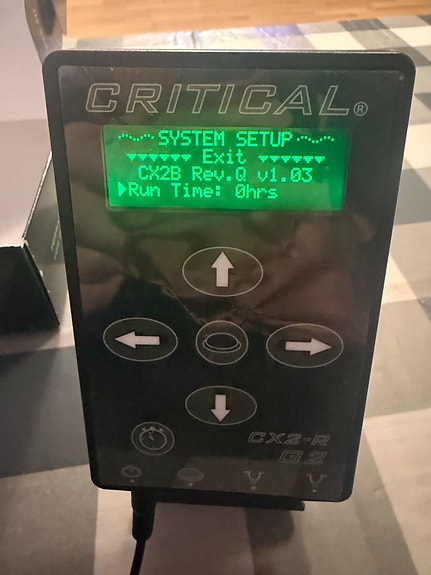 CRITICAL®
SYSTEM SETUP
Exit
CX2B Rev.Q v1.03
Run Time: 0hrs
CX2-R
G2